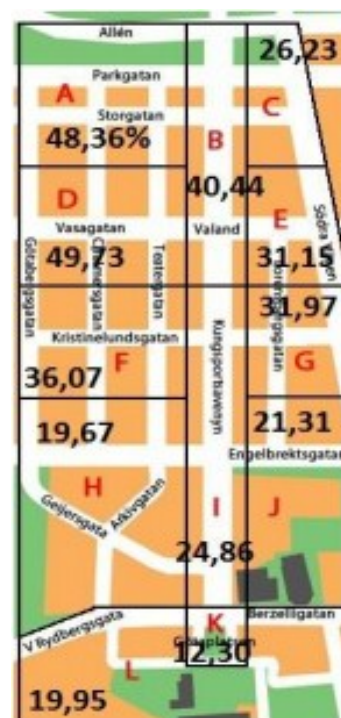 Allén
26,23
Parkgatan
A
C
Storgatan
48,36%
B
D
40,44
E
Vasagatan
Valand
Södra Vägen
49,73
31,15
Götabergsgatan
Teatergatan
31,97
Kristinelundsgatan
Kungsportsavenyn
F
G
36,07
19,67
21,31
Engelbrektsgatan
H
I
J
Geijersgata
Arkivgatan
24,86
K
Berzeliigatan
V Rydbergsgata
12,30
L
19,95